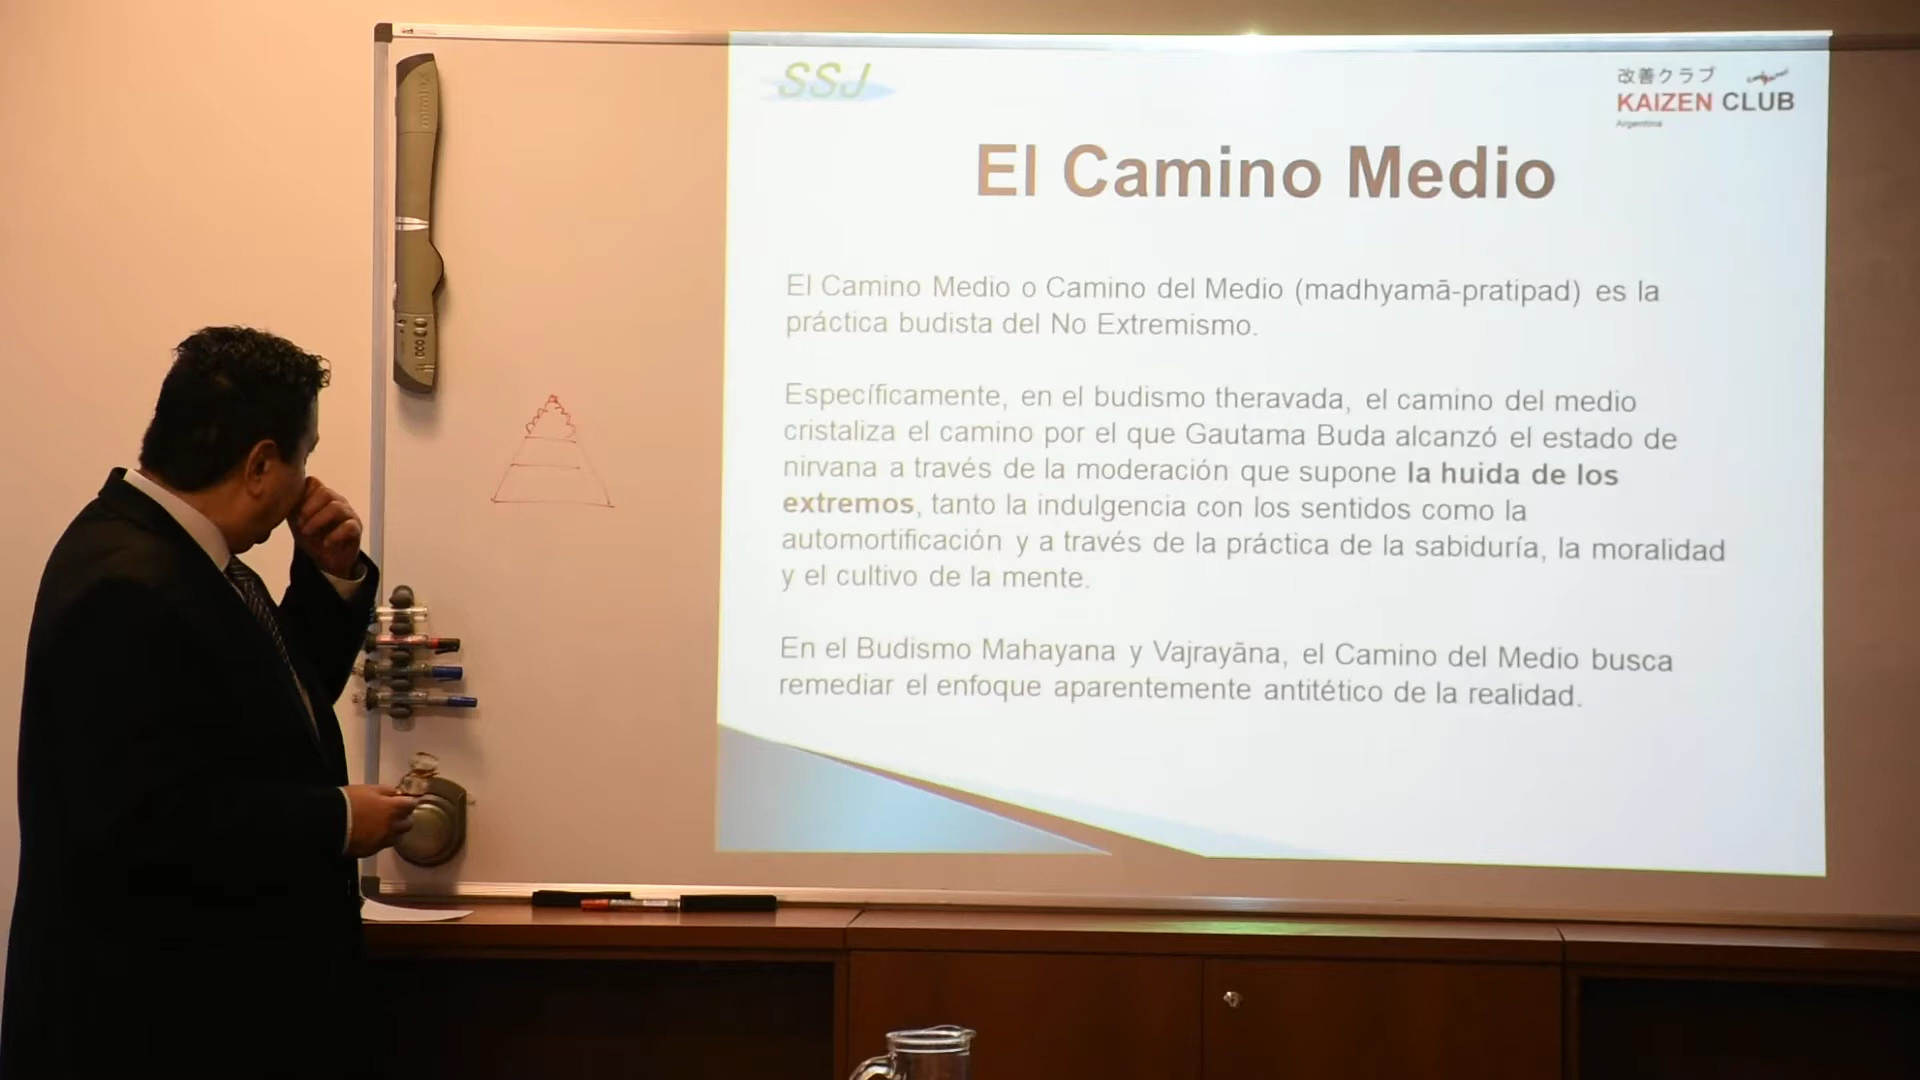 SSJ
改善クラブ
KAIZEN CLUB
Argentina
El Camino Medio
El Camino Medio o Camino del Medio (madhyamā-pratipad) es la
práctica budista del No Extremismo.
Específicamente, en el budismo theravada, el camino del medio
cristaliza el camino por el que Gautama Buda alcanzó el estado de
nirvana a través de la moderación que supone la huida de los
extremos, tanto la indulgencia con los sentidos como la
automortificación y a través de la práctica de la sabiduría, la moralidad
y el cultivo de la mente.
En el Budismo Mahayana y Vajrayāna, el Camino del Medio busca
remediar el enfoque aparentemente antitético de la realidad.